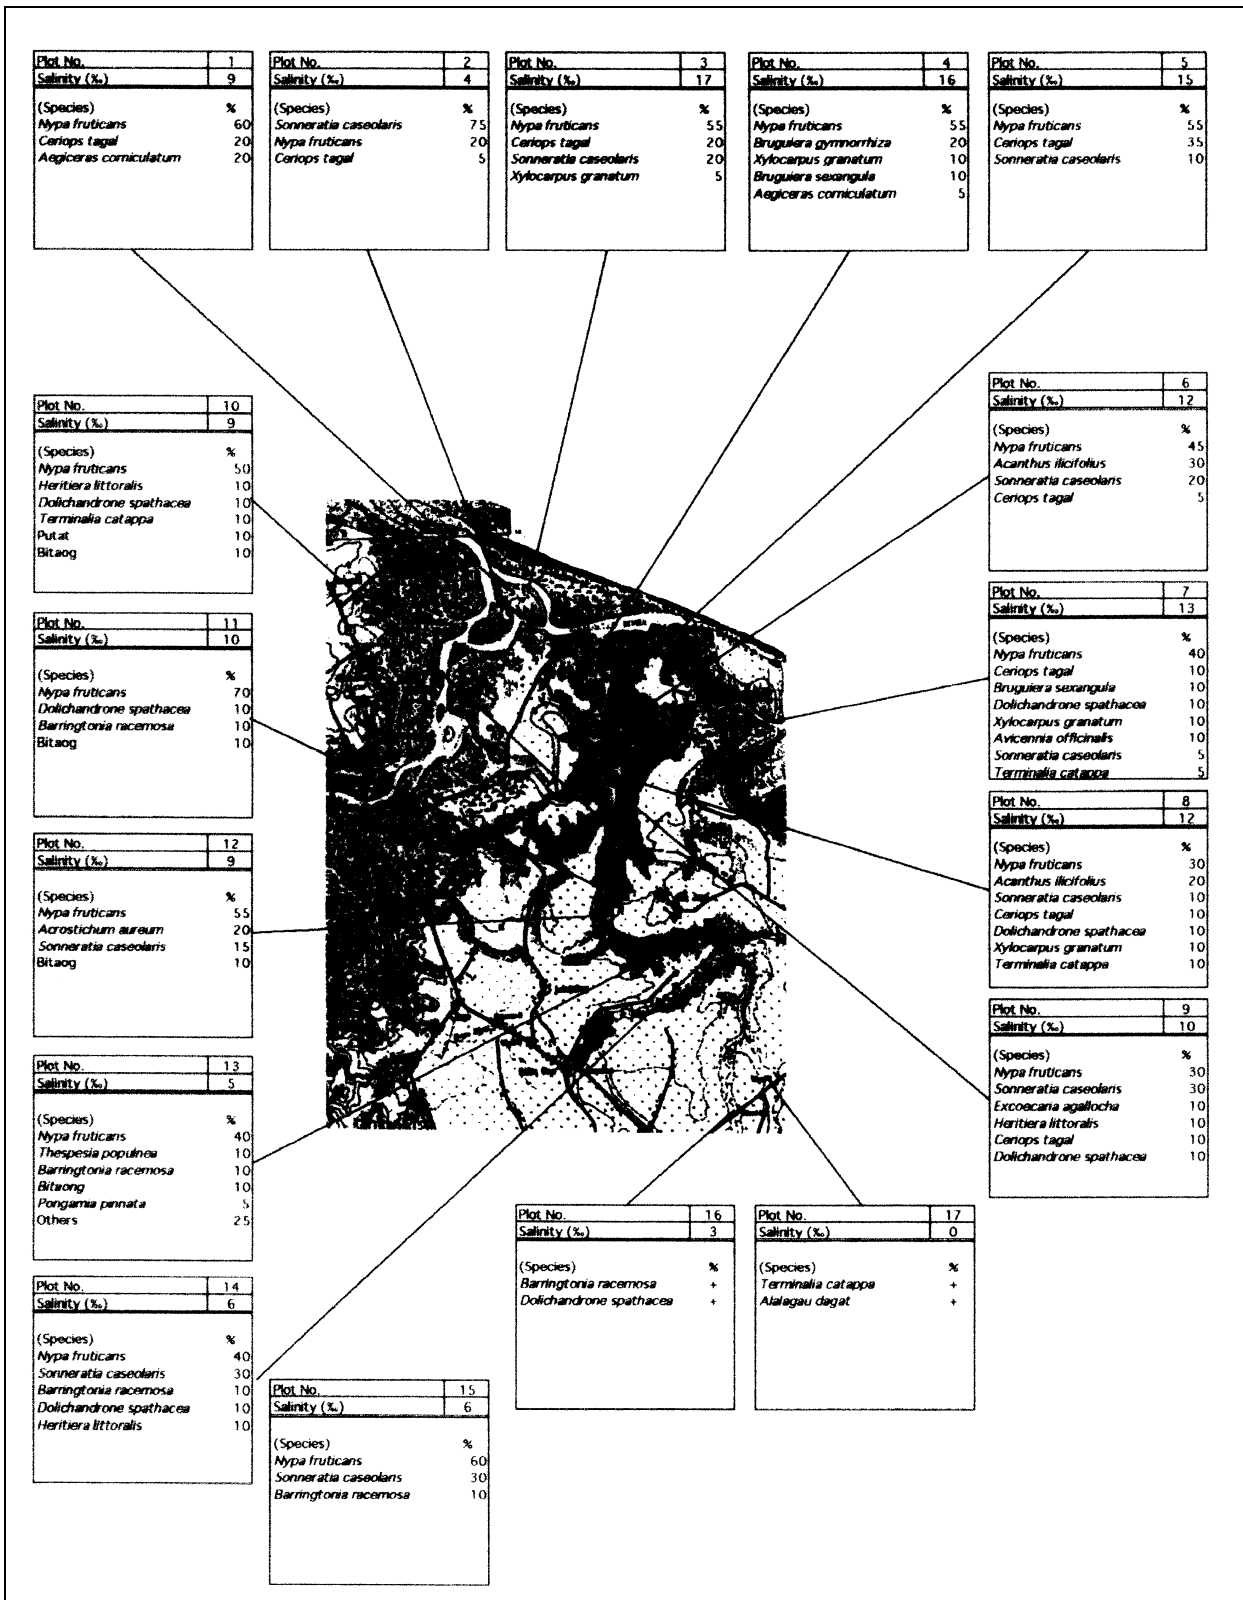 Plot No. 1
Salinity (‰) 9
(Species) %
Nypa fruticans 60
Ceriops tagal 20
Aegiceras corniculatum 20
Plot No. 2
Salinity (‰) 4
(Species) %
Sonneratia caseolaris 75
Nypa fruticans 20
Ceriops tagal 5
Plot No. 3
Salinity (‰) 17
(Species) %
Nypa fruticans 55
Ceriops tagal 20
Sonneratia caseolaris 20
Xylocarpus granatum 5
Plot No. 4
Salinity (‰) 16
(Species) %
Nypa fruticans 55
Bruguiera gymnorrhiza 20
Xylocarpus granatum 10
Bruguiera sexangula 10
Aegiceras corniculatum 5
Plot No. 5
Salinity (‰) 15
(Species) %
Nypa fruticans 55
Ceriops tagal 35
Sonneratia caseolaris 10
Plot No. 6
Salinity (‰) 12
(Species) %
Nypa fruticans 45
Acanthus ilicifolius 30
Sonneratia caseolaris 20
Ceriops tagal 5
Plot No. 7
Salinity (‰) 13
(Species) %
Nypa fruticans 40
Ceriops tagal 10
Bruguiera sexangula 10
Dolichandrone spathacea 10
Xylocarpus granatum 10
Avicennia officinalis 10
Sonneratia caseolaris 5
Terminalia catappa 5
Plot No. 8
Salinity (‰) 12
(Species) %
Nypa fruticans 30
Acanthus ilicifolius 20
Sonneratia caseolaris 10
Ceriops tagal 10
Dolichandrone spathacea 10
Xylocarpus granatum 10
Terminalia catappa 10
Plot No. 9
Salinity (‰) 10
(Species) %
Nypa fruticans 30
Sonneratia caseolaris 30
Excoecaria agallocha 10
Heritiera littoralis 10
Ceriops tagal 10
Dolichandrone spathacea 10
Plot No. 10
Salinity (‰) 9
(Species) %
Nypa fruticans 50
Heritiera littoralis 10
Dolichandrone spathacea 10
Terminalia catappa 10
Putat 10
Bitaog 10
Plot No. 11
Salinity (‰) 10
(Species) %
Nypa fruticans 70
Dolichandrone spathacea 10
Barringtonia racemosa 10
Bitaog 10
Plot No. 12
Salinity (‰) 9
(Species) %
Nypa fruticans 55
Acrostichum aureum 20
Sonneratia caseolaris 15
Bitaog 10
Plot No. 13
Salinity (‰) 5
(Species) %
Nypa fruticans 40
Thespesia populnea 10
Barringtonia racemosa 10
Bitaong 10
Pongamia pinnata 5
Others 25
Plot No. 14
Salinity (‰) 6
(Species) %
Nypa fruticans 40
Sonneratia caseolaris 30
Barringtonia racemosa 10
Dolichandrone spathacea 10
Heritiera littoralis 10
Plot No. 15
Salinity (‰) 6
(Species) %
Nypa fruticans 60
Sonneratia caseolaris 30
Barringtonia racemosa 10
Plot No. 16
Salinity (‰) 3
(Species) %
Barringtonia racemosa +
Dolichandrone spathacea +
Plot No. 17
Salinity (‰) 0
(Species) %
Terminalia catappa +
Alalagau dagat +